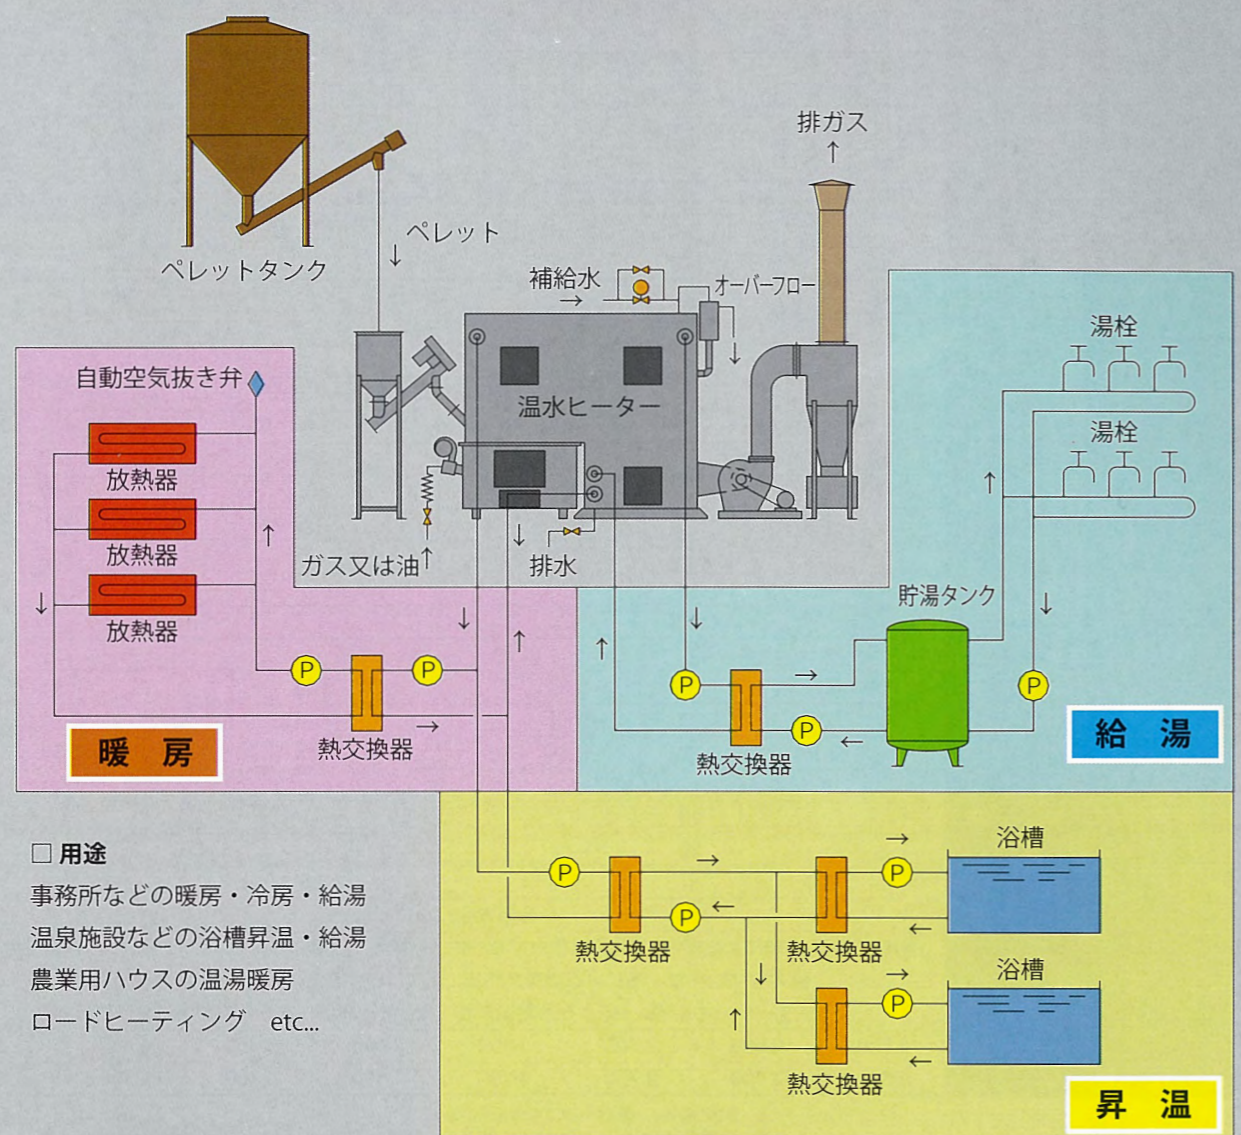 排ガス
ペレット
ペレットタンク
補給水
オーバーフロー
湯栓
自動空気抜き弁
温水ヒーター
湯栓
放熱器
放熱器
ガス又は油
排水
貯湯タンク
放熱器
P
P
P
P
P
暖 房
熱交換器
熱交換器
給 湯
□ 用途
事務所などの暖房・冷房・給湯
温泉施設などの浴槽昇温・給湯
農業用ハウスの温湯暖房
ロードヒーティング etc...
浴槽
P
P
P
熱交換器
熱交換器
浴槽
P
熱交換器
昇 温